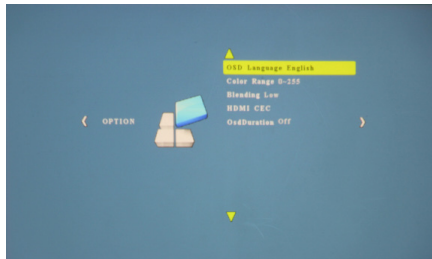 OSD Language English
Color Range 0-255
Blending Low
HDMI CEC
OPTION
OsdDuration Off